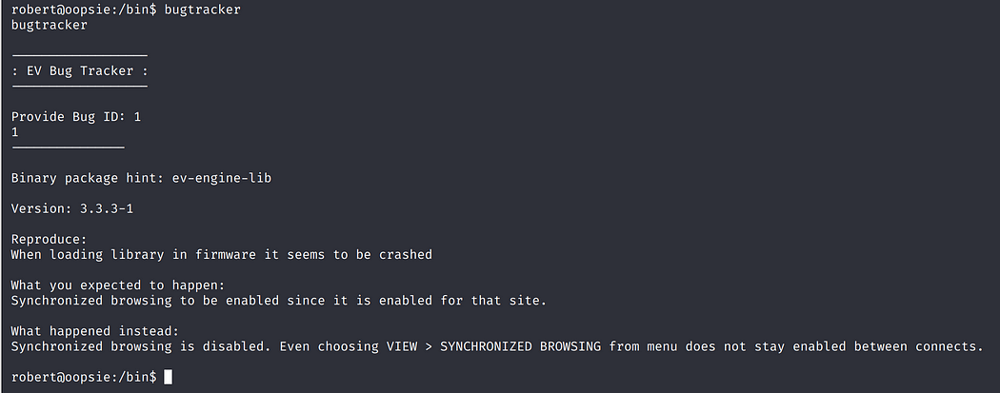 robert@oopsie:/bin$ bugtracker
bugtracker
: EV Bug Tracker :
Provide Bug ID: 1
1
Binary package hint: ev-engine-lib
Version: 3.3.3-1
Reproduce:
When loading library in firmware it seems to be crashed
What you expected to happen:
Synchronized browsing to be enabled since it is enabled for that site.
What happened instead:
Synchronized browsing is disabled. Even choosing VIEW > SYNCHRONIZED BROWSING from menu does not stay enabled between connects.
robert@oopsie:/bin$